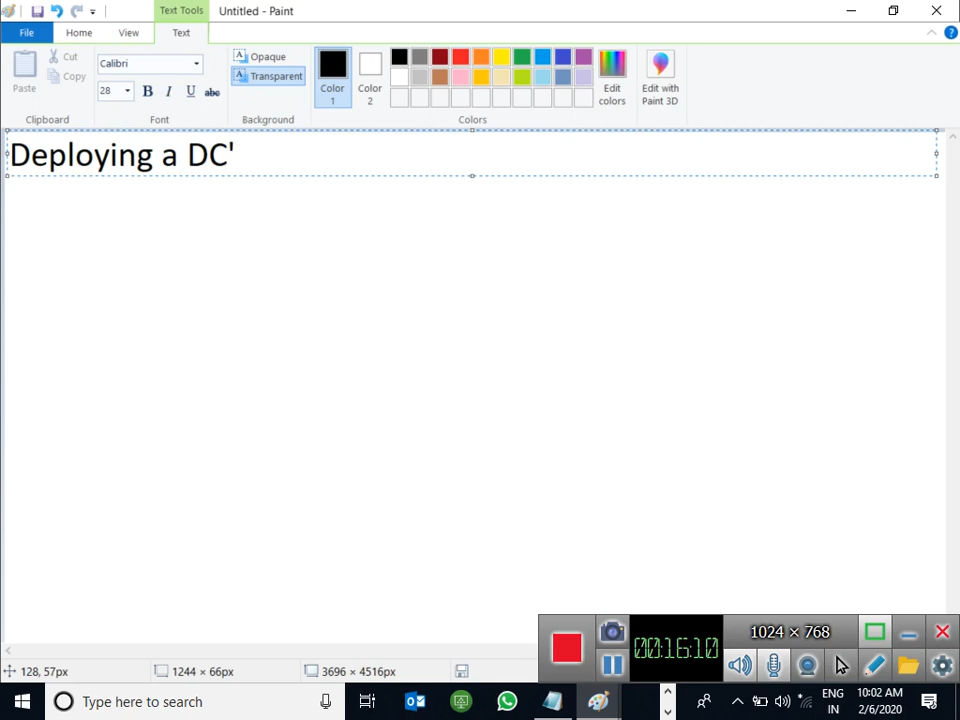 Text Tools
Untitled - Paint
File
Home
View
Text
Paste
Cut
Copy
Clipboard
Calibri
28
B I U abc
Font
Opaque
Transparent
Background
Color 1
Color 2
Edit colors
Colors
Edit with Paint 3D
Deploying a DC'
128, 57px
1244 × 66px
3696 × 4516px
00:16:10
1024 × 768
Type here to search
ENG
IN
10:02 AM
2/6/2020